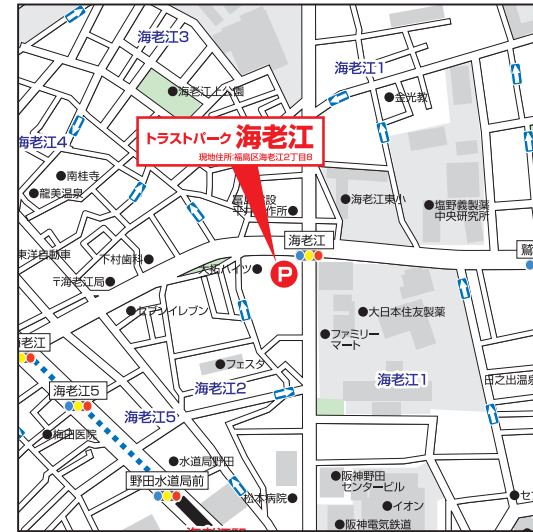 海老江3
海老江1
海老江上公園
金光教
トラストパーク 海老江
現地住所:福島区海老江2丁目8
海老江4
南桂寺
龍美温泉
海老江東小
塩野義製薬
中央研究所
海老江
鷺
東洋自動車
下村歯科
大拓ハイツ
P
〒海老江局
セブンイレブン
大日本住友製薬
ファミリー
マート
老江
フェスタ
海老江5
海老江2
海老江1
日之出温泉
海老江5
梅田医院
水道局野田
野田水道局前
松本病院
阪神野田
センタービル
イオン
セブ
阪神電気鉄道